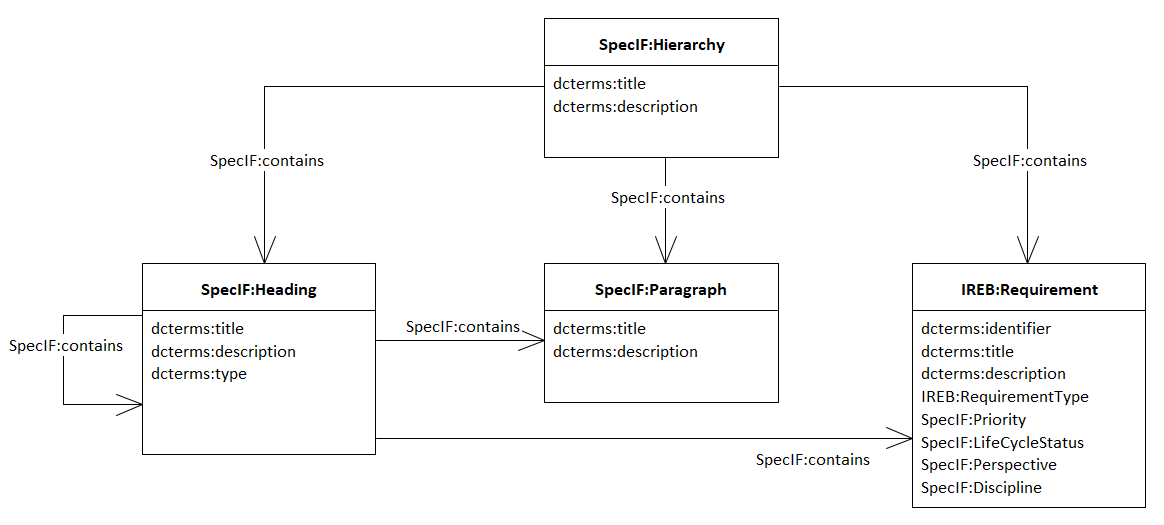 SpecIF:Hierarchy
dcterms:title
dcterms:description
SpecIF:contains
SpecIF:contains
SpecIF:contains
SpecIF:Heading
dcterms:title
dcterms:description
dcterms:type
SpecIF:contains
SpecIF:contains
SpecIF:Paragraph
dcterms:title
dcterms:description
IREB:Requirement
dcterms:identifier
dcterms:title
dcterms:description
IREB:RequirementType
SpecIF:Priority
SpecIF:LifeCycleStatus
SpecIF:Perspective
SpecIF:Discipline
SpecIF:contains